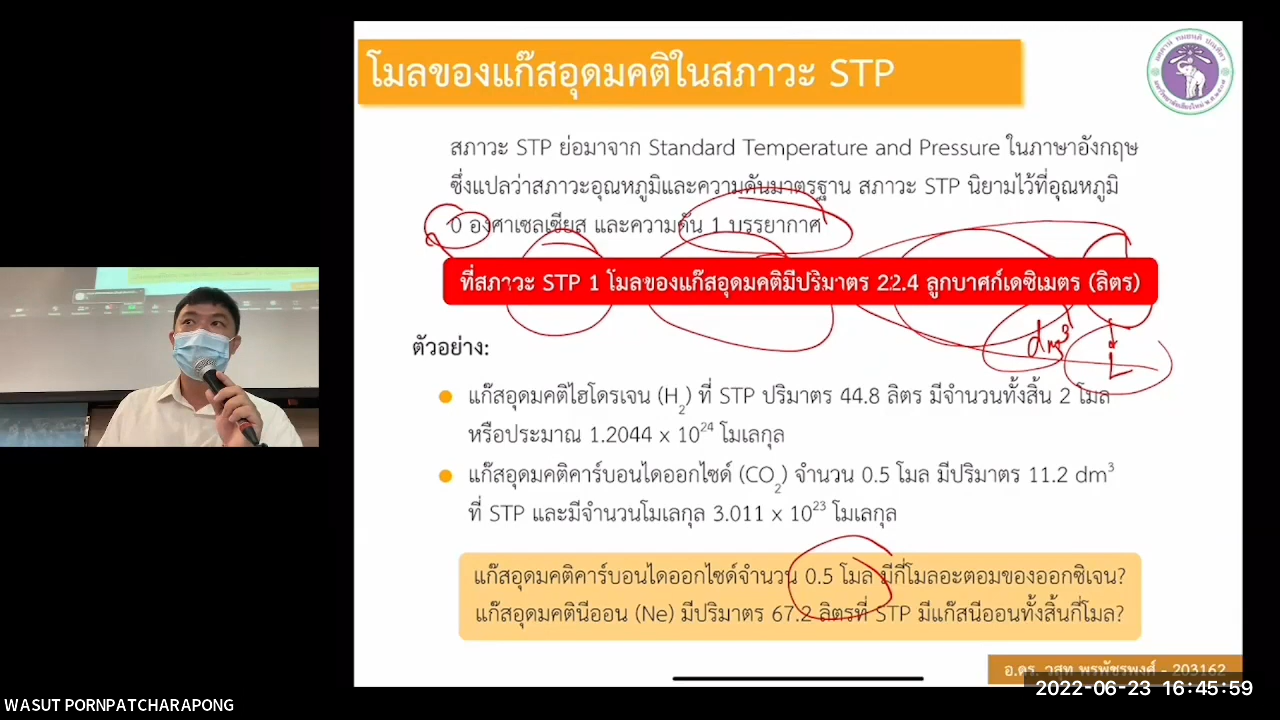 โมลของแก๊สอุดมคติในสภาวะ STP
สภาวะ STP ย่อมาจาก Standard Temperature and Pressure ในภาษาอังกฤษ
ซึ่งแปลว่าสภาวะอุณหภูมิและความดันมาตรฐาน สภาวะ STP นิยามไว้ที่อุณหภูมิ
0 องศาเซลเซียส และความดัน 1 บรรยากาศ
ที่สภาวะ STP 1 โมลของแก๊สอุดมคติมีปริมาตร 22.4 ลูกบาศก์เดซิเมตร (ลิตร)
dm³
L
ตัวอย่าง:
แก๊สอุดมคติไฮโดรเจน (H₂) ที่ STP ปริมาตร 44.8 ลิตร มีจำนวนทั้งสิ้น 2 โมล
หรือประมาณ 1.2044 x 10²⁴ โมเลกุล
แก๊สอุดมคติคาร์บอนไดออกไซด์ (CO₂) จำนวน 0.5 โมล มีปริมาตร 11.2 dm³
ที่ STP และมีจำนวนโมเลกุล 3.011 x 10²³ โมเลกุล
แก๊สอุดมคติคาร์บอนไดออกไซด์จำนวน 0.5 โมล มีกี่โมลอะตอมของออกซิเจน?
แก๊สอุดมคตินีออน (Ne) มีปริมาตร 67.2 ลิตรที่ STP มีแก๊สนีออนทั้งสิ้นกี่โมล?
อ.ดร. วสุท พรพัชรพงศ์ - 203162
2022-06-23 16:45:59
WASUT PORNPATCHARAPONG